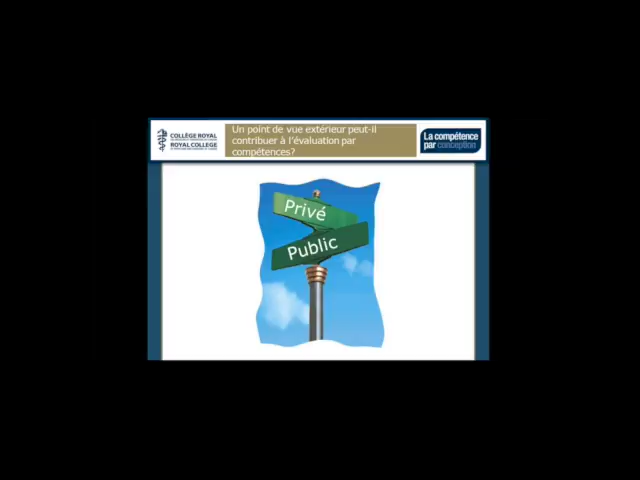 COLLÈGE ROYAL
ROYAL COLLEGE
Un point de vue extérieur peut-il
contribuer à l'évaluation par
compétences?
La compétence
par conception
Privé
Public